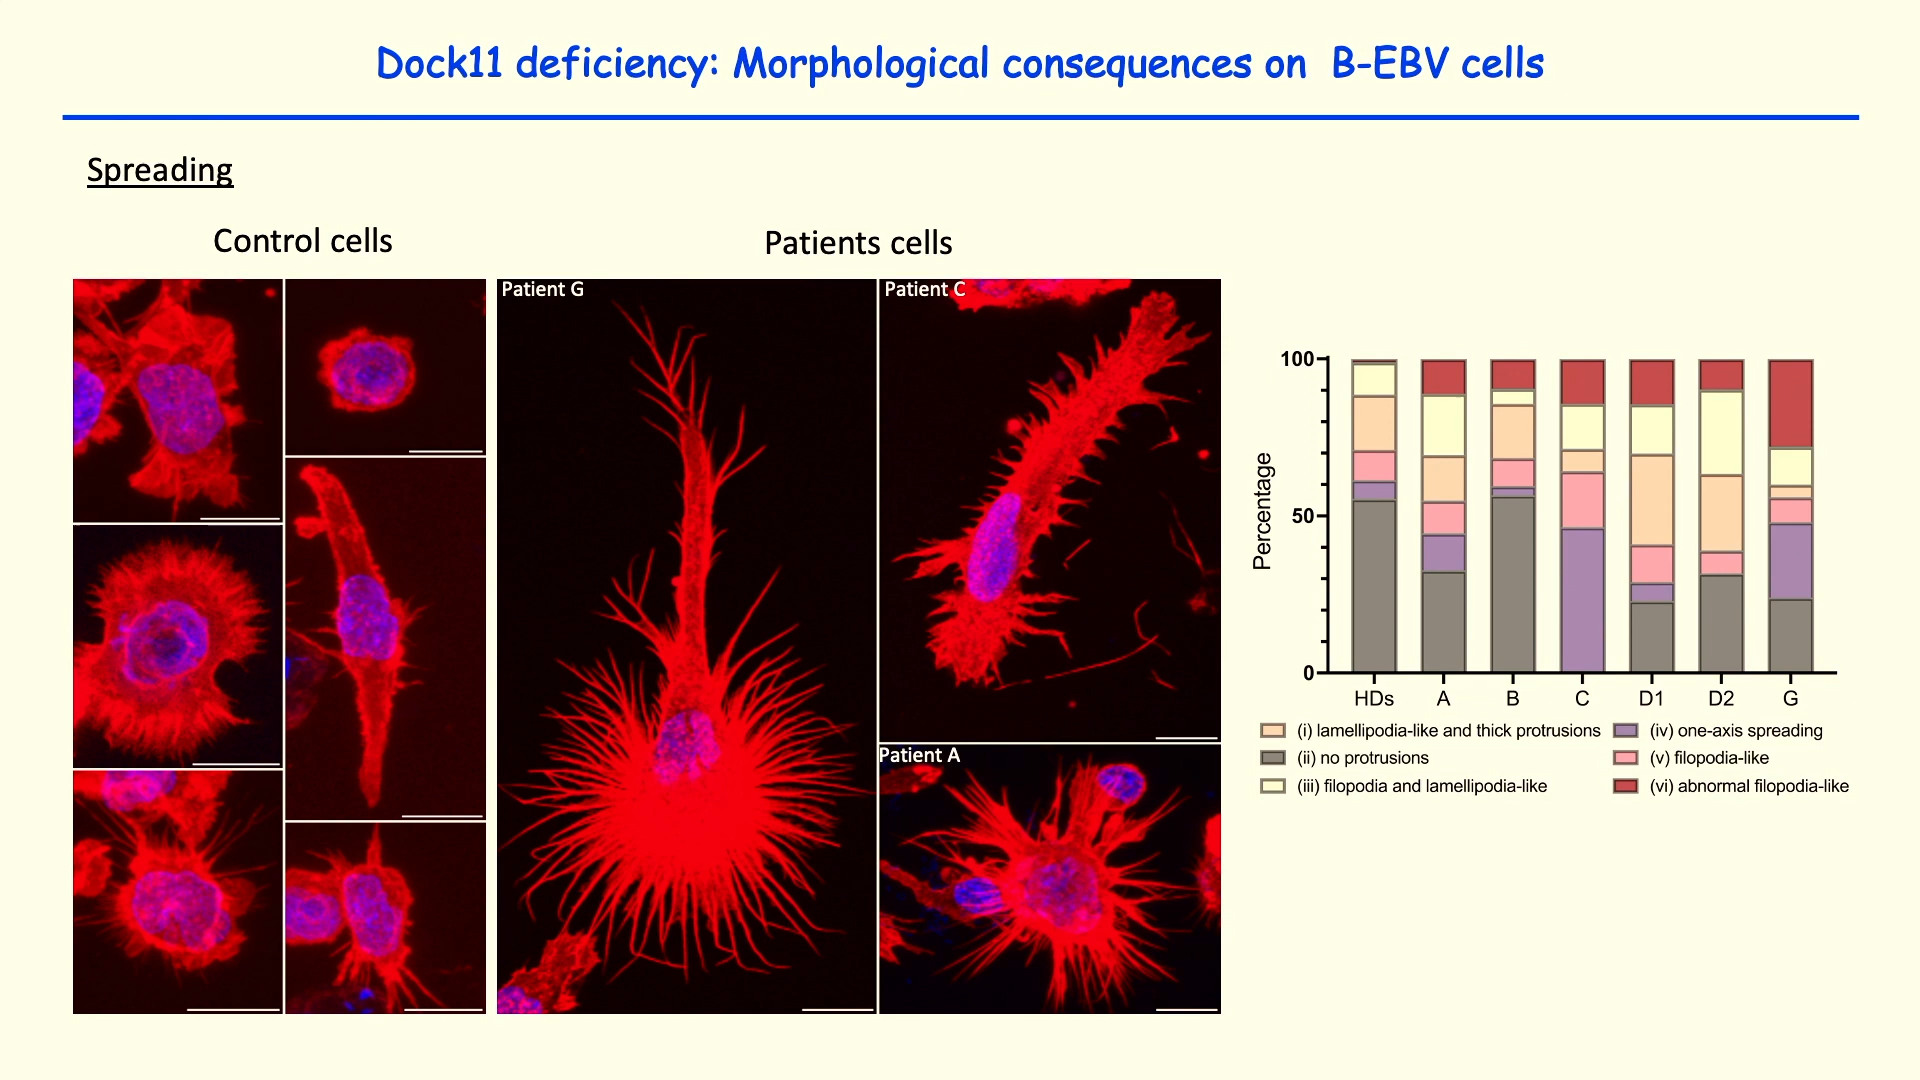 Dock11 deficiency: Morphological consequences on B-EBV cells
Spreading
Control cells
Patients cells
Patient G
Patient C
Patient A
Percentage
100
50
0
HDs A B C D1 D2 G
(i) lamellipodia-like and thick protrusions
(ii) no protrusions
(iii) filopodia and lamellipodia-like
(iv) one-axis spreading
(v) filopodia-like
(vi) abnormal filopodia-like